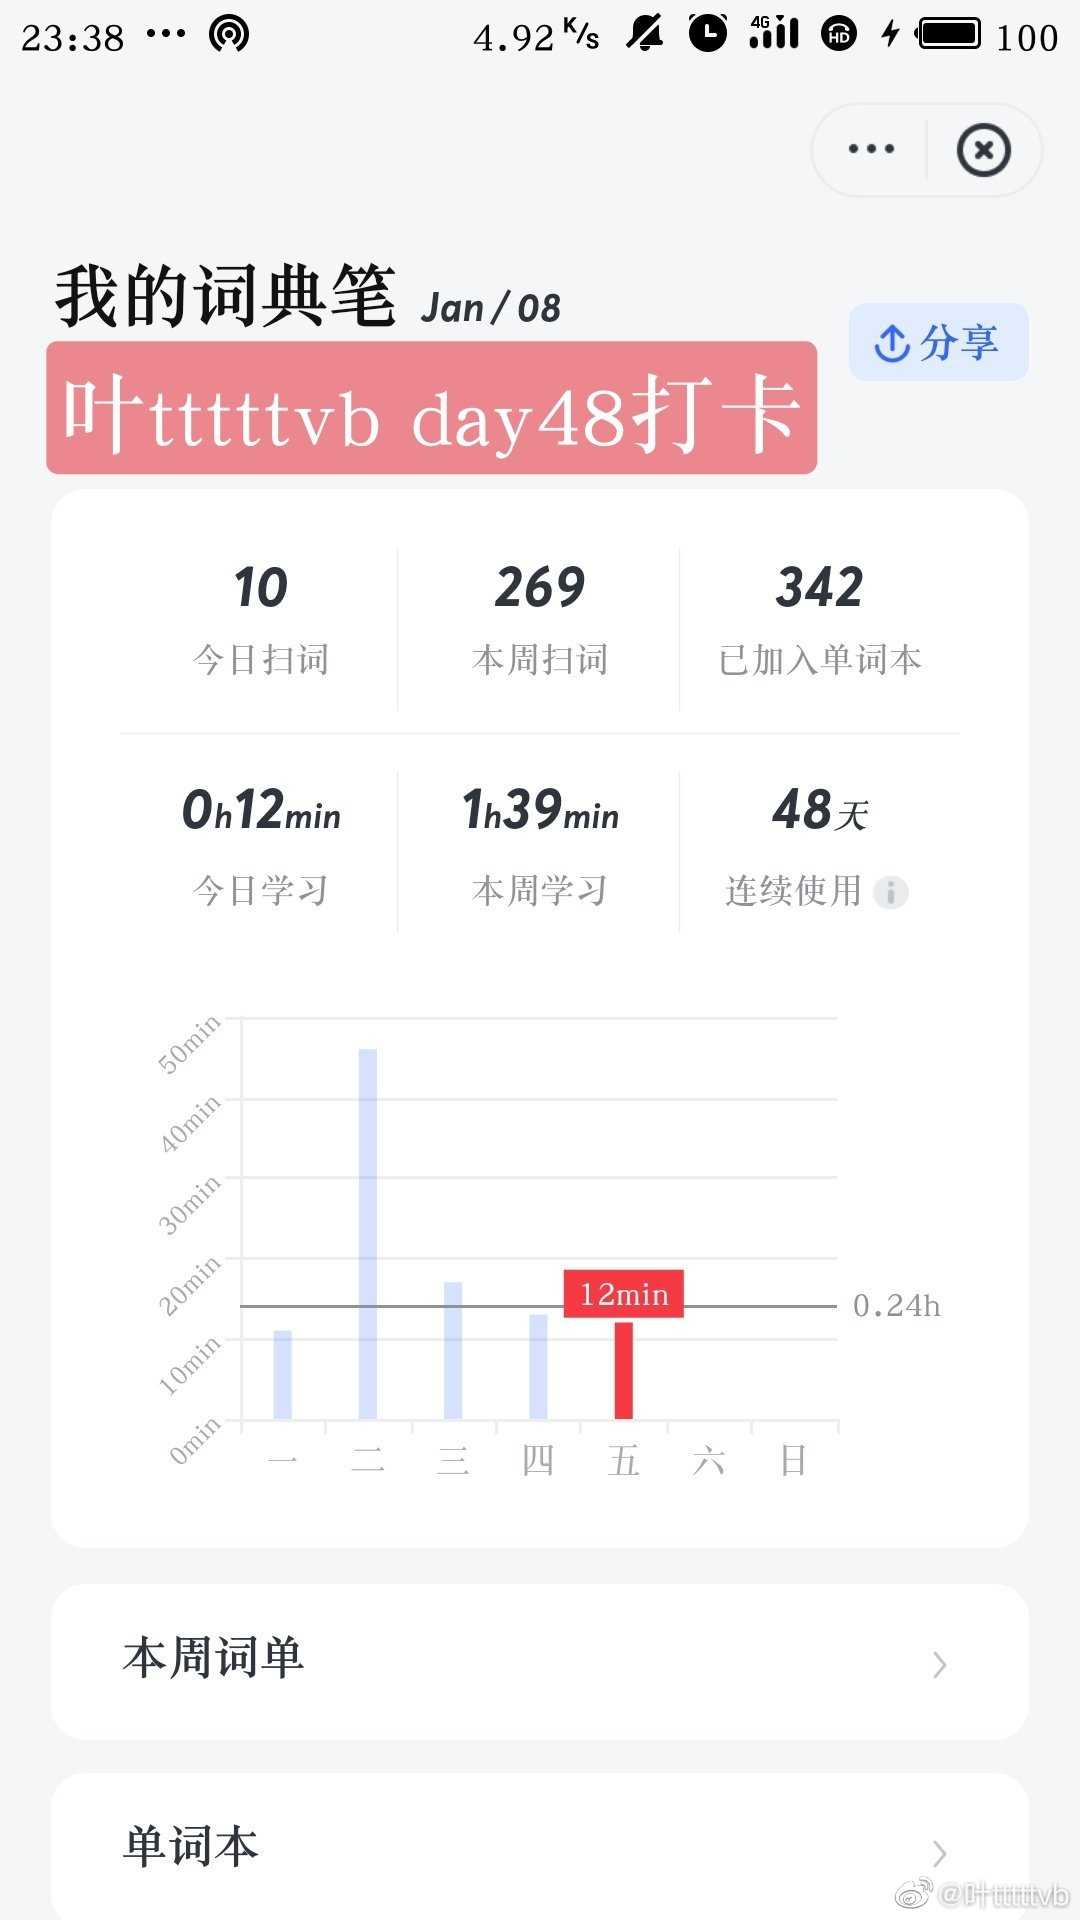 23:38 ••• 4.92 K/s 4G HD 100
我的词典笔 Jan / 08
分享
叶tttttvb day48打卡
10 269 342
今日扫词 本周扫词 已加入单词本
0h12min 1h39min 48天
今日学习 本周学习 连续使用
50min
40min
30min
20min
12min
0.24h
10min
0min
一 二 三 四 五 六 日
本周词单
单词本
@叶tttttvb